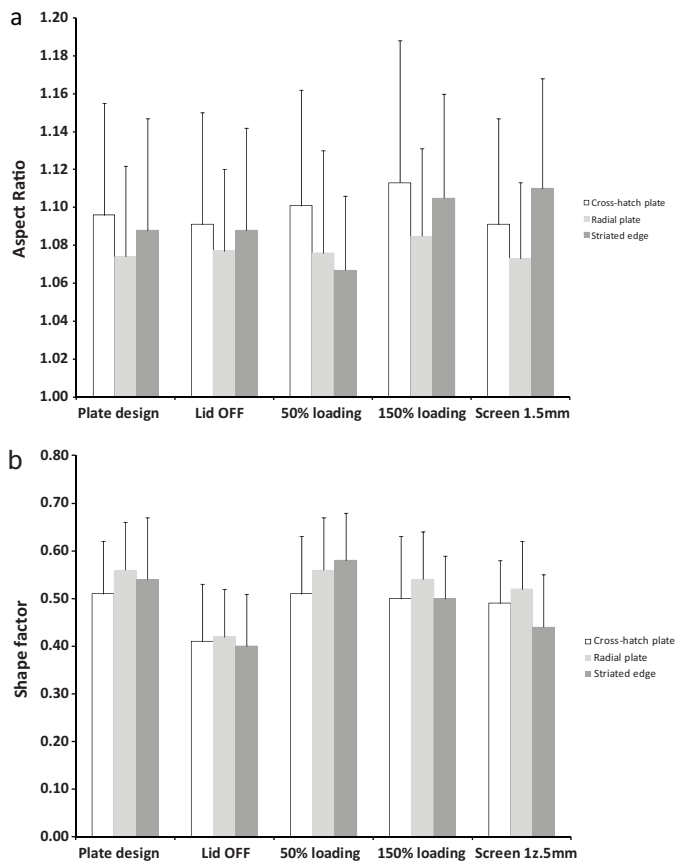 a
1.20
1.18
1.16
1.14
1.12
1.10
1.08
1.06
1.04
1.02
1.00
Aspect Ratio
Plate design Lid OFF 50% loading 150% loading Screen 1.5mm
Cross-hatch plate
Radial plate
Striated edge
b
0.80
0.70
0.60
0.50
0.40
0.30
0.20
0.10
0.00
Shape factor
Plate design Lid OFF 50% loading 150% loading Screen 1z.5mm
Cross-hatch plate
Radial plate
Striated edge